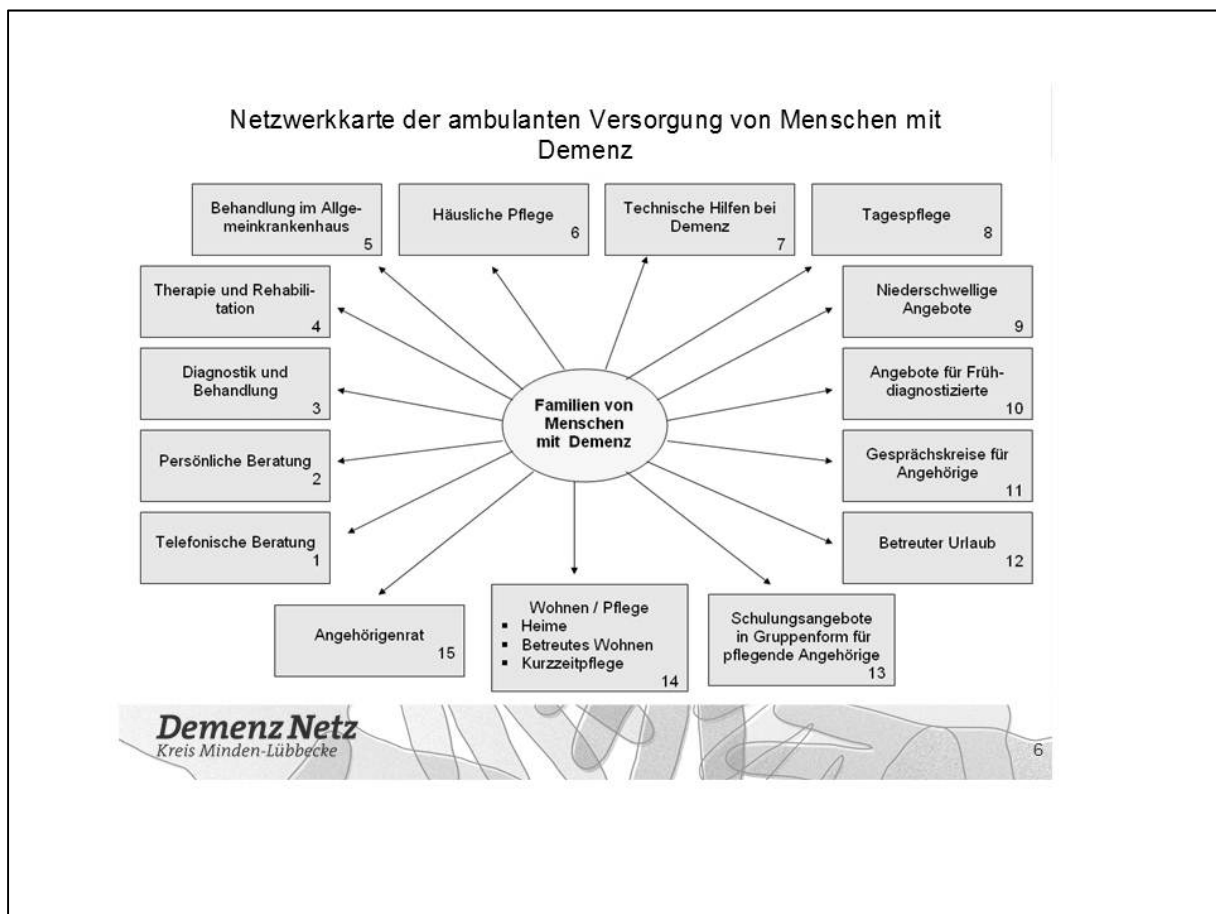 Netzwerkkarte der ambulanten Versorgung von Menschen mit
Demenz
Behandlung im Allge-
meinkrankenhaus
5
Häusliche Pflege
6
Technische Hilfen bei
Demenz
7
Tagespflege
8
Therapie und Rehabili-
tation
4
Niederschwellige
Angebote
9
Diagnostik und
Behandlung
3
Familien von
Menschen
mit Demenz
Angebote für Früh-
diagnostizierte
10
Persönliche Beratung
2
Gesprächskreise für
Angehörige
11
Telefonische Beratung
1
Betreuter Urlaub
12
Angehörigenrat
15
Wohnen / Pflege
▪ Heime
▪ Betreutes Wohnen
▪ Kurzzeitpflege
14
Schulungsangebote
in Gruppenform für
pflegende Angehörige
13
Demenz Netz
Kreis Minden-Lübbecke
6